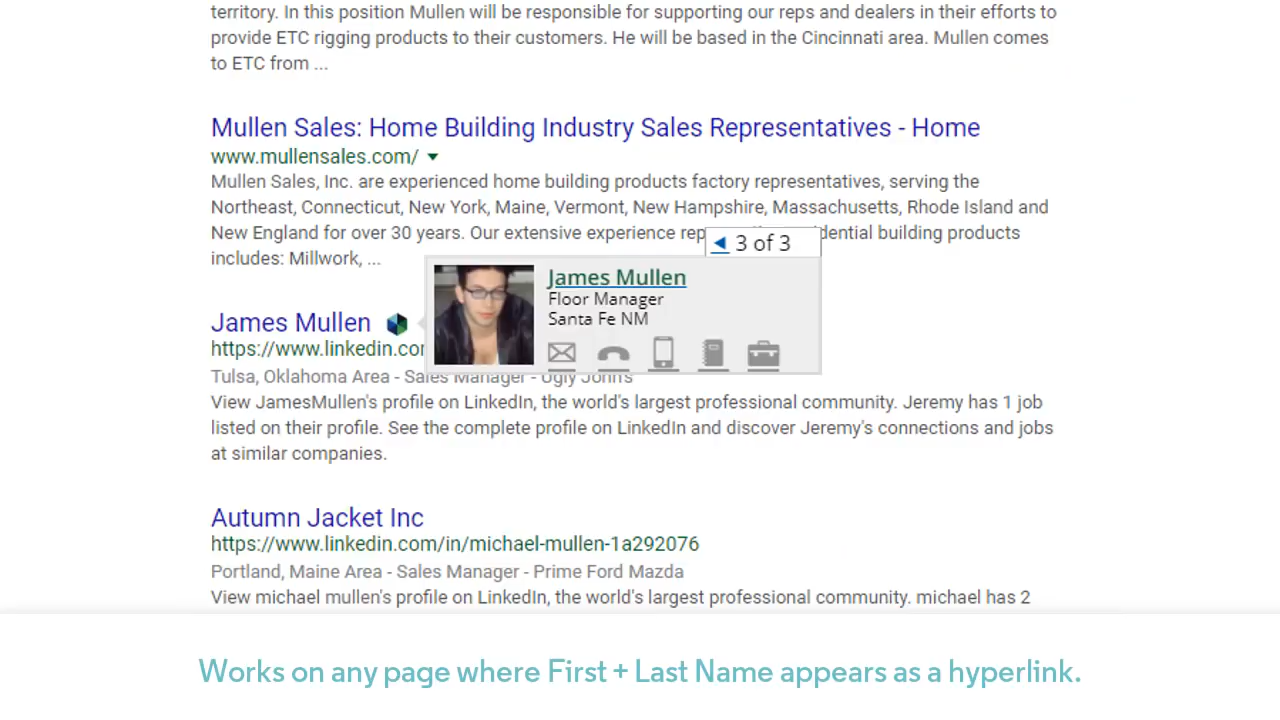 territory. In this position Mullen will be responsible for supporting our reps and dealers in their efforts to
provide ETC rigging products to their customers. He will be based in the Cincinnati area. Mullen comes
to ETC from ...
Mullen Sales: Home Building Industry Sales Representatives - Home
www.mullensales.com/
Mullen Sales, Inc. are experienced home building products factory representatives, serving the
Northeast, Connecticut, New York, Maine, Vermont, New Hampshire, Massachusetts, Rhode Island and
New England for over 30 years. Our extensive experience rep dential building products
includes: Millwork, ...
3 of 3
James Mullen
Floor Manager
Santa Fe NM
James Mullen
https://www.linkedin.cor
Tulsa, Oklahoma Area - Sales Manager - Ugly John's
View JamesMullen's profile on LinkedIn, the world's largest professional community. Jeremy has 1 job
listed on their profile. See the complete profile on LinkedIn and discover Jeremy's connections and jobs
at similar companies.
Autumn Jacket Inc
https://www.linkedin.com/in/michael-mullen-1a292076
Portland, Maine Area - Sales Manager - Prime Ford Mazda
View michael mullen's profile on LinkedIn, the world's largest professional community. michael has 2
Works on any page where First + Last Name appears as a hyperlink.